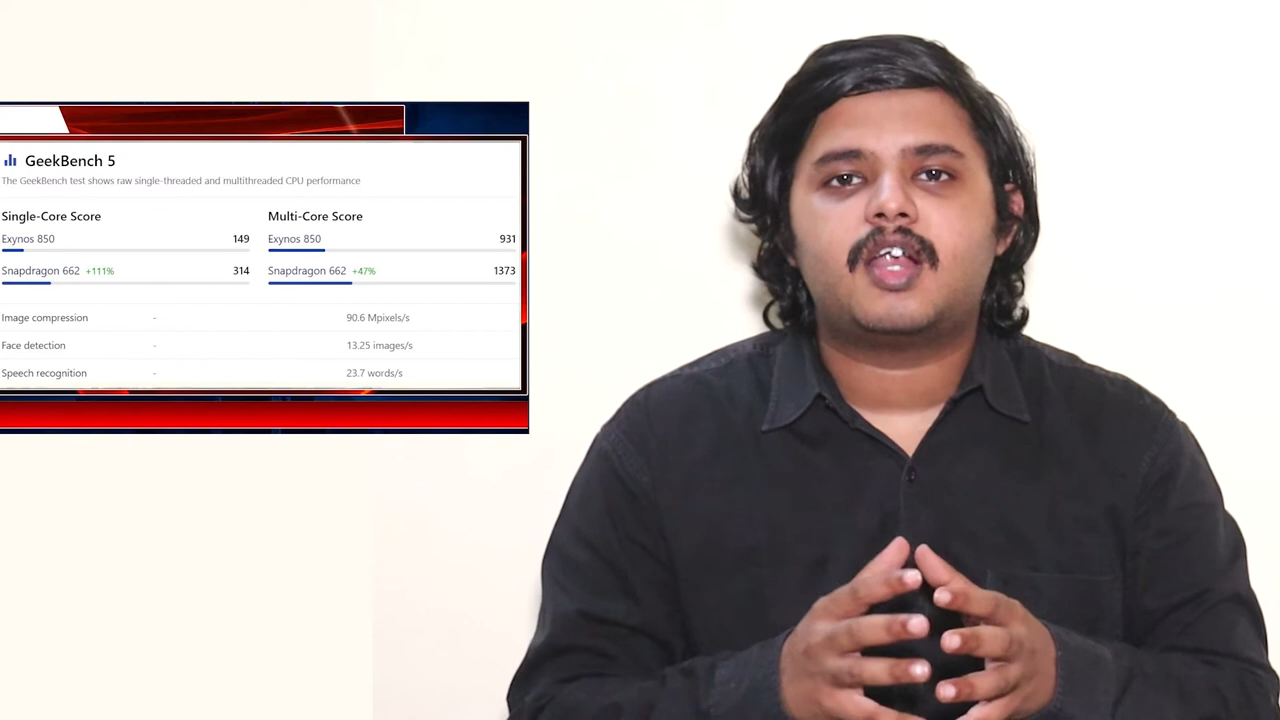 GeekBench 5
The GeekBench test shows raw single-threaded and multithreaded CPU performance
Single-Core Score Multi-Core Score
Exynos 850 149 Exynos 850 931
Snapdragon 662 +111% 314 Snapdragon 662 +47% 1373
Image compression - 90.6 Mpixels/s
Face detection - 13.25 images/s
Speech recognition - 23.7 words/s